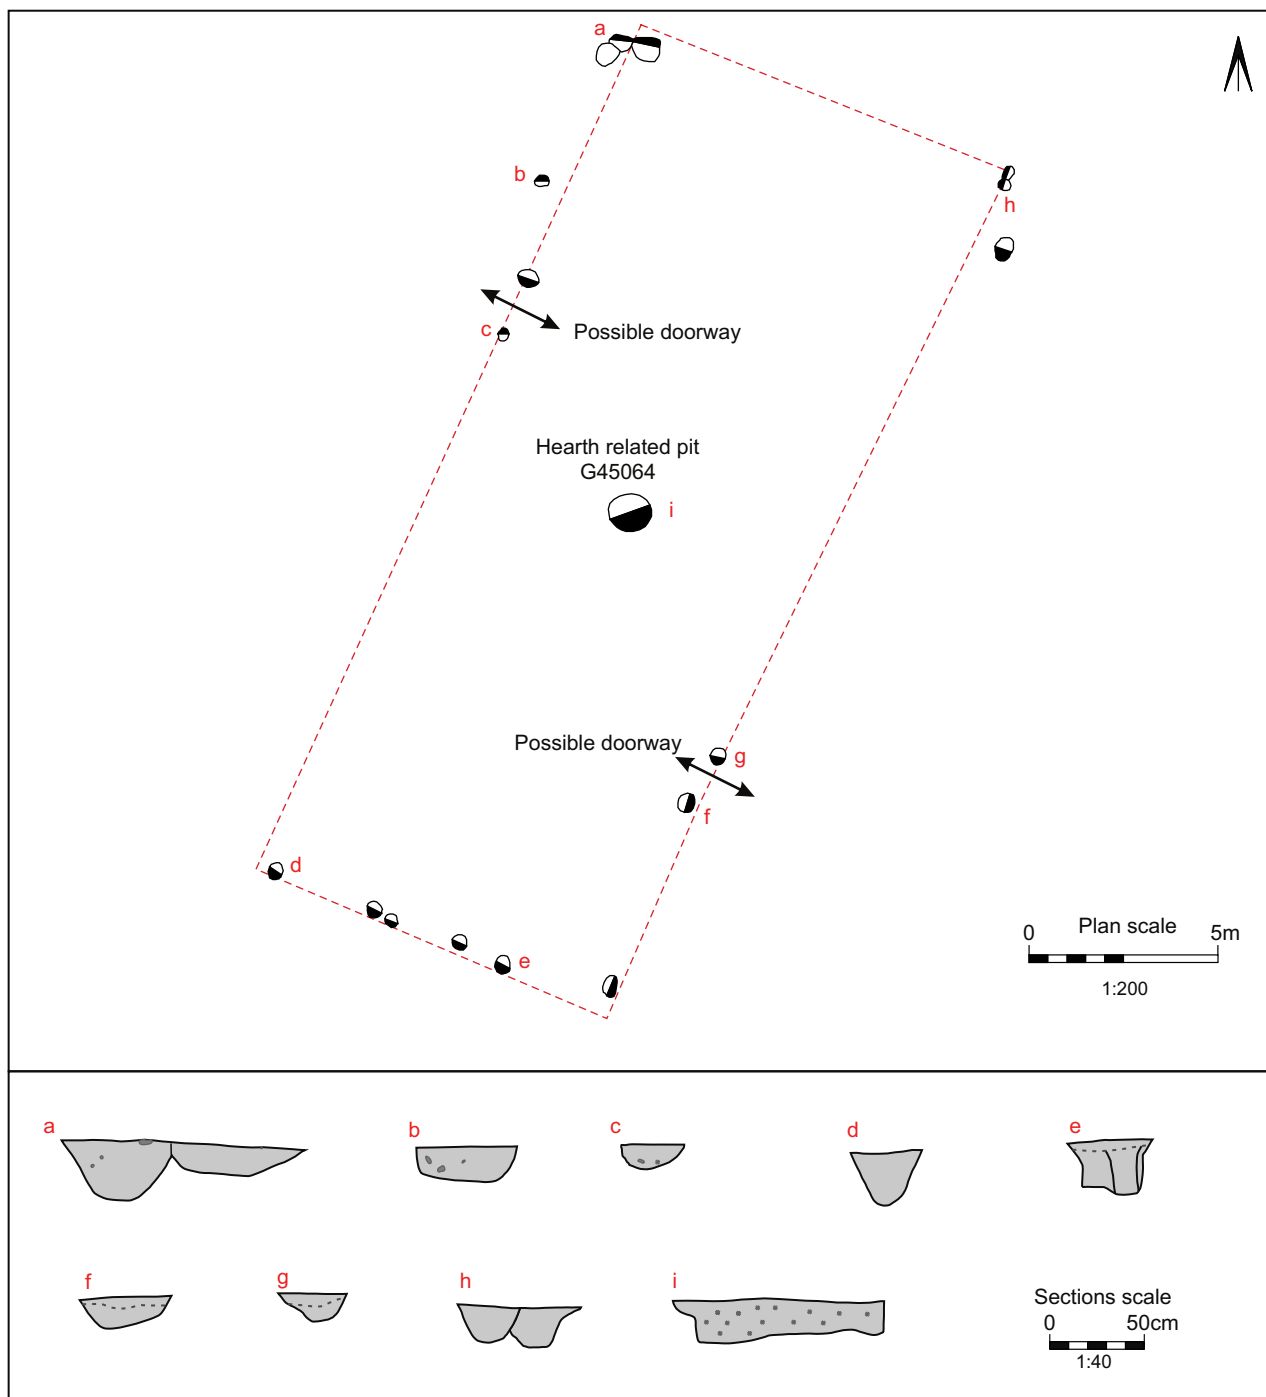 a
b
h
c
Possible doorway
Hearth related pit
G45064
i
Possible doorway
g
f
d
e
Plan scale
0 5m
1:200
a
b
c
d
e
f
g
h
i
Sections scale
0 50cm
1:40